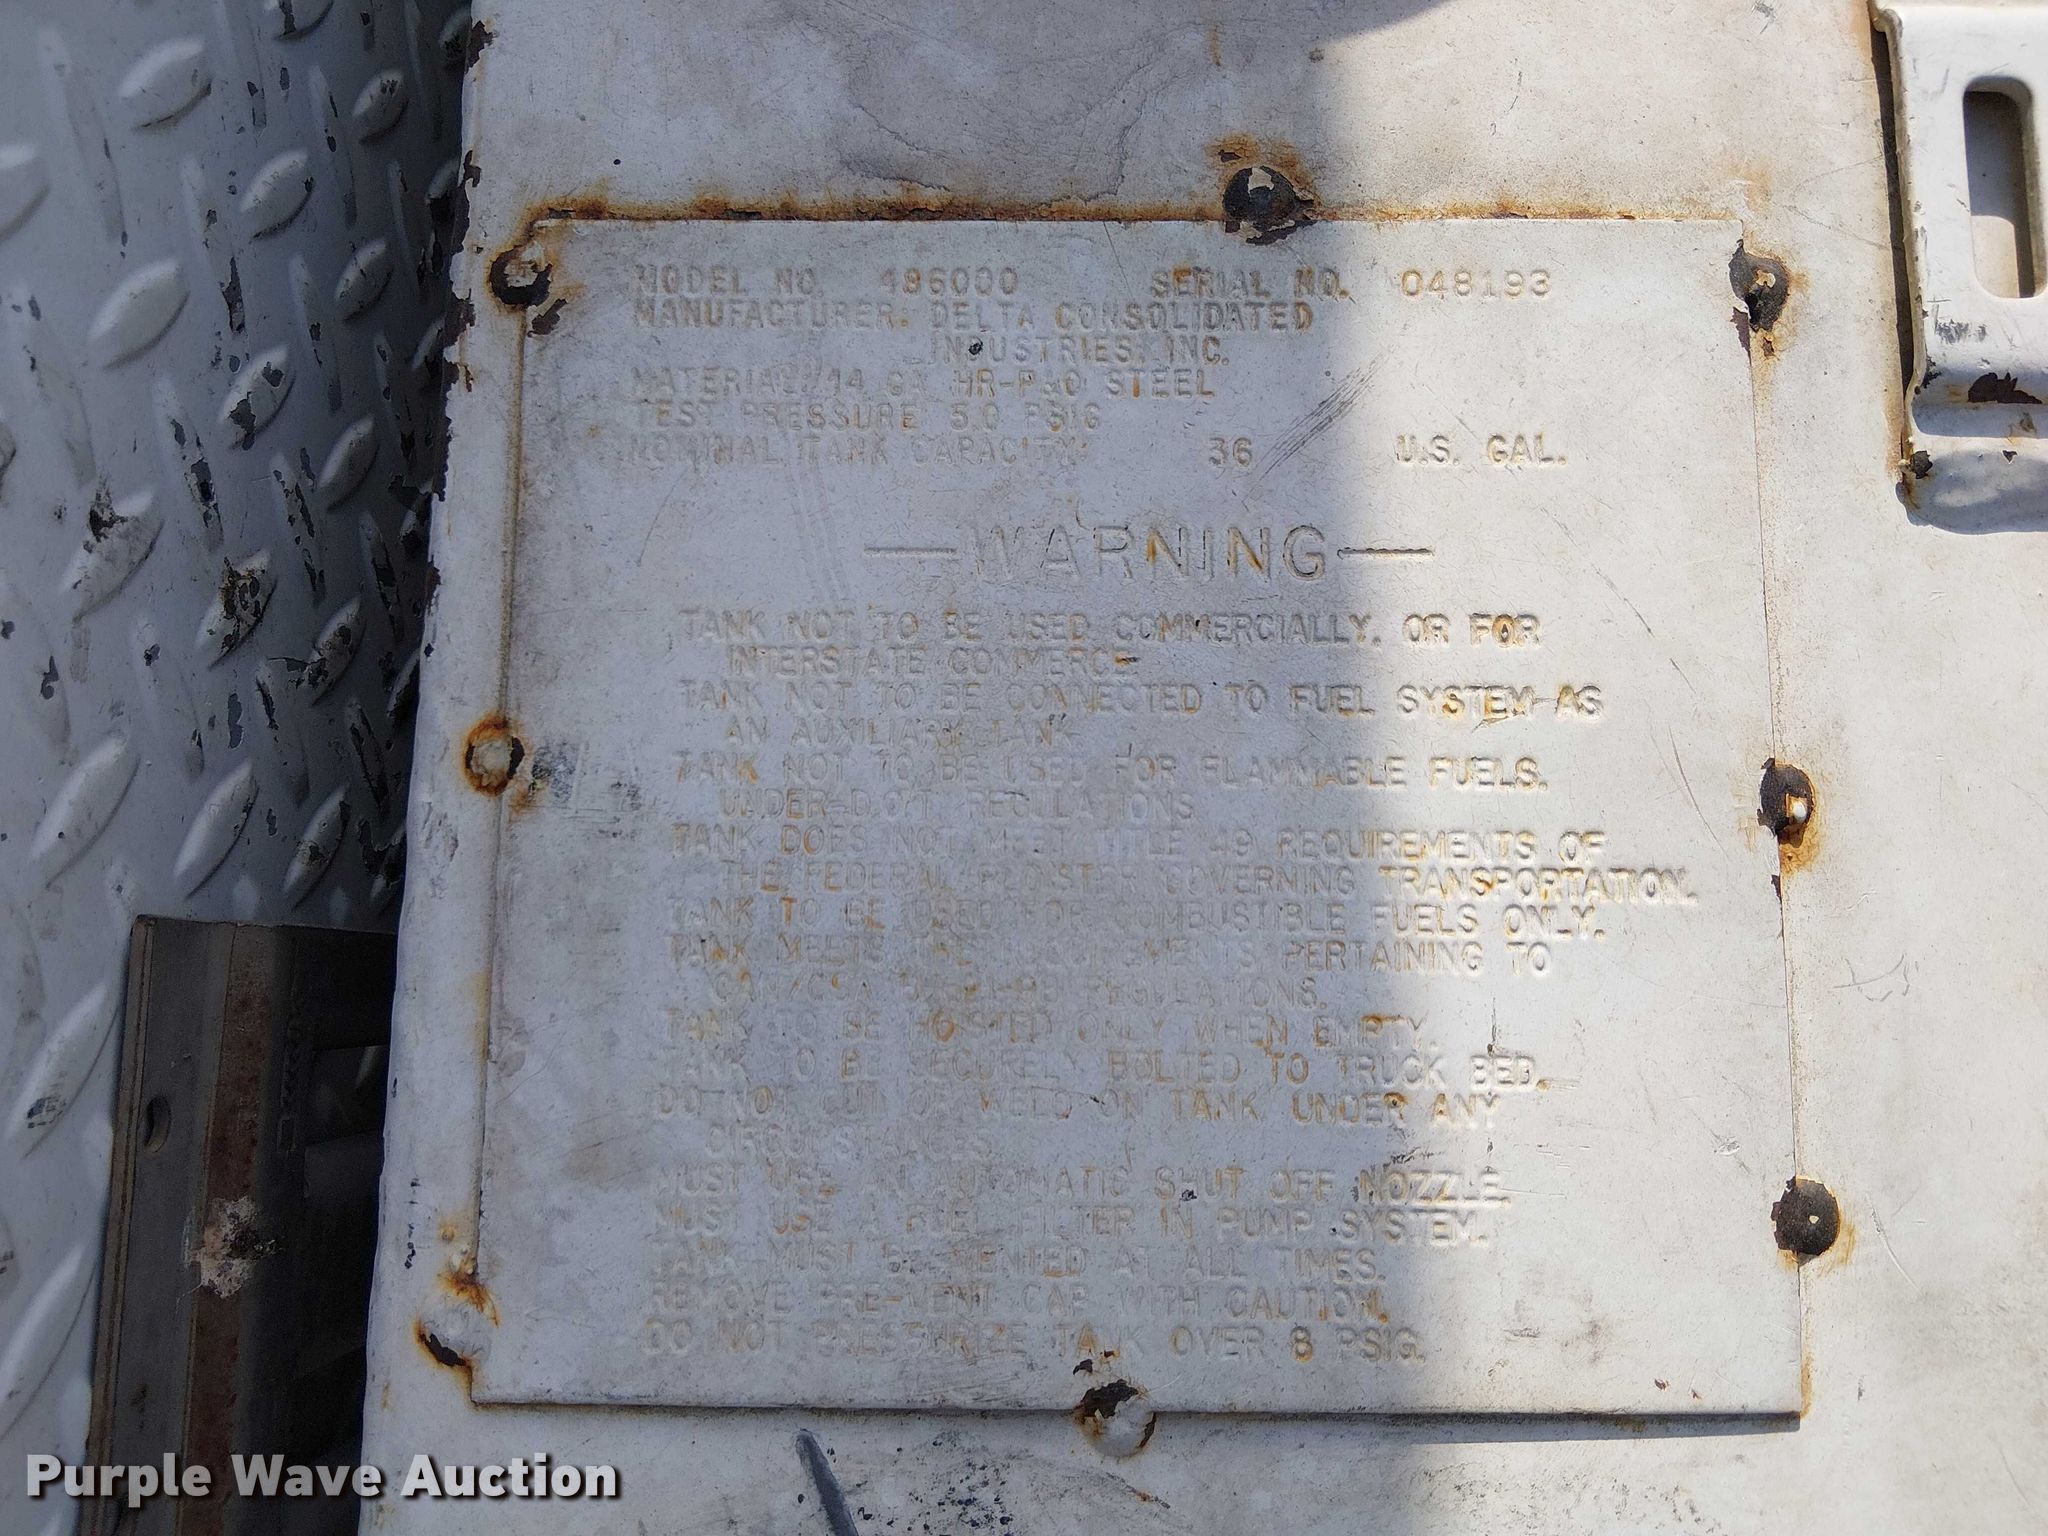 MODEL NO. 486000 SERIAL NO. 048193
MANUFACTURER: DELTA CONSOLIDATED
INDUSTRIES, INC.
MATERIAL: 14 GA HR-P&O STEEL
TEST PRESSURE 5.0 PSIG
NOMINAL TANK CAPACITY: 36 U.S. GAL.
—WARNING—
TANK NOT TO BE USED COMMERCIALLY, OR FOR
INTERSTATE COMMERCE
TANK NOT TO BE CONNECTED TO FUEL SYSTEM AS
AN AUXILIARY TANK
TANK NOT TO BE USED FOR FLAMMABLE FUELS.
UNDER D.O.T. REGULATIONS
TANK DOES NOT MEET TITLE 49 REQUIREMENTS OF
THE FEDERAL REGISTER GOVERNING TRANSPORTATION.
TANK TO BE USED FOR COMBUSTIBLE FUELS ONLY.
TANK MEETS THE REQUIREMENTS PERTAINING TO
REGULATIONS.
TANK TO BE HOISTED ONLY WHEN EMPTY.
TANK TO BE SECURELY BOLTED TO TRUCK BED.
DO NOT CUT OR WELD ON TANK UNDER ANY
CIRCUMSTANCES
MUST USE AN AUTOMATIC SHUT OFF NOZZLE.
MUST USE A FUEL FILTER IN PUMP SYSTEM.
TANK MUST BE VENTED AT ALL TIMES.
REMOVE PRE-VENT CAP WITH CAUTION.
DO NOT PRESSURIZE TANK OVER 8 PSIG.
Purple Wave Auction